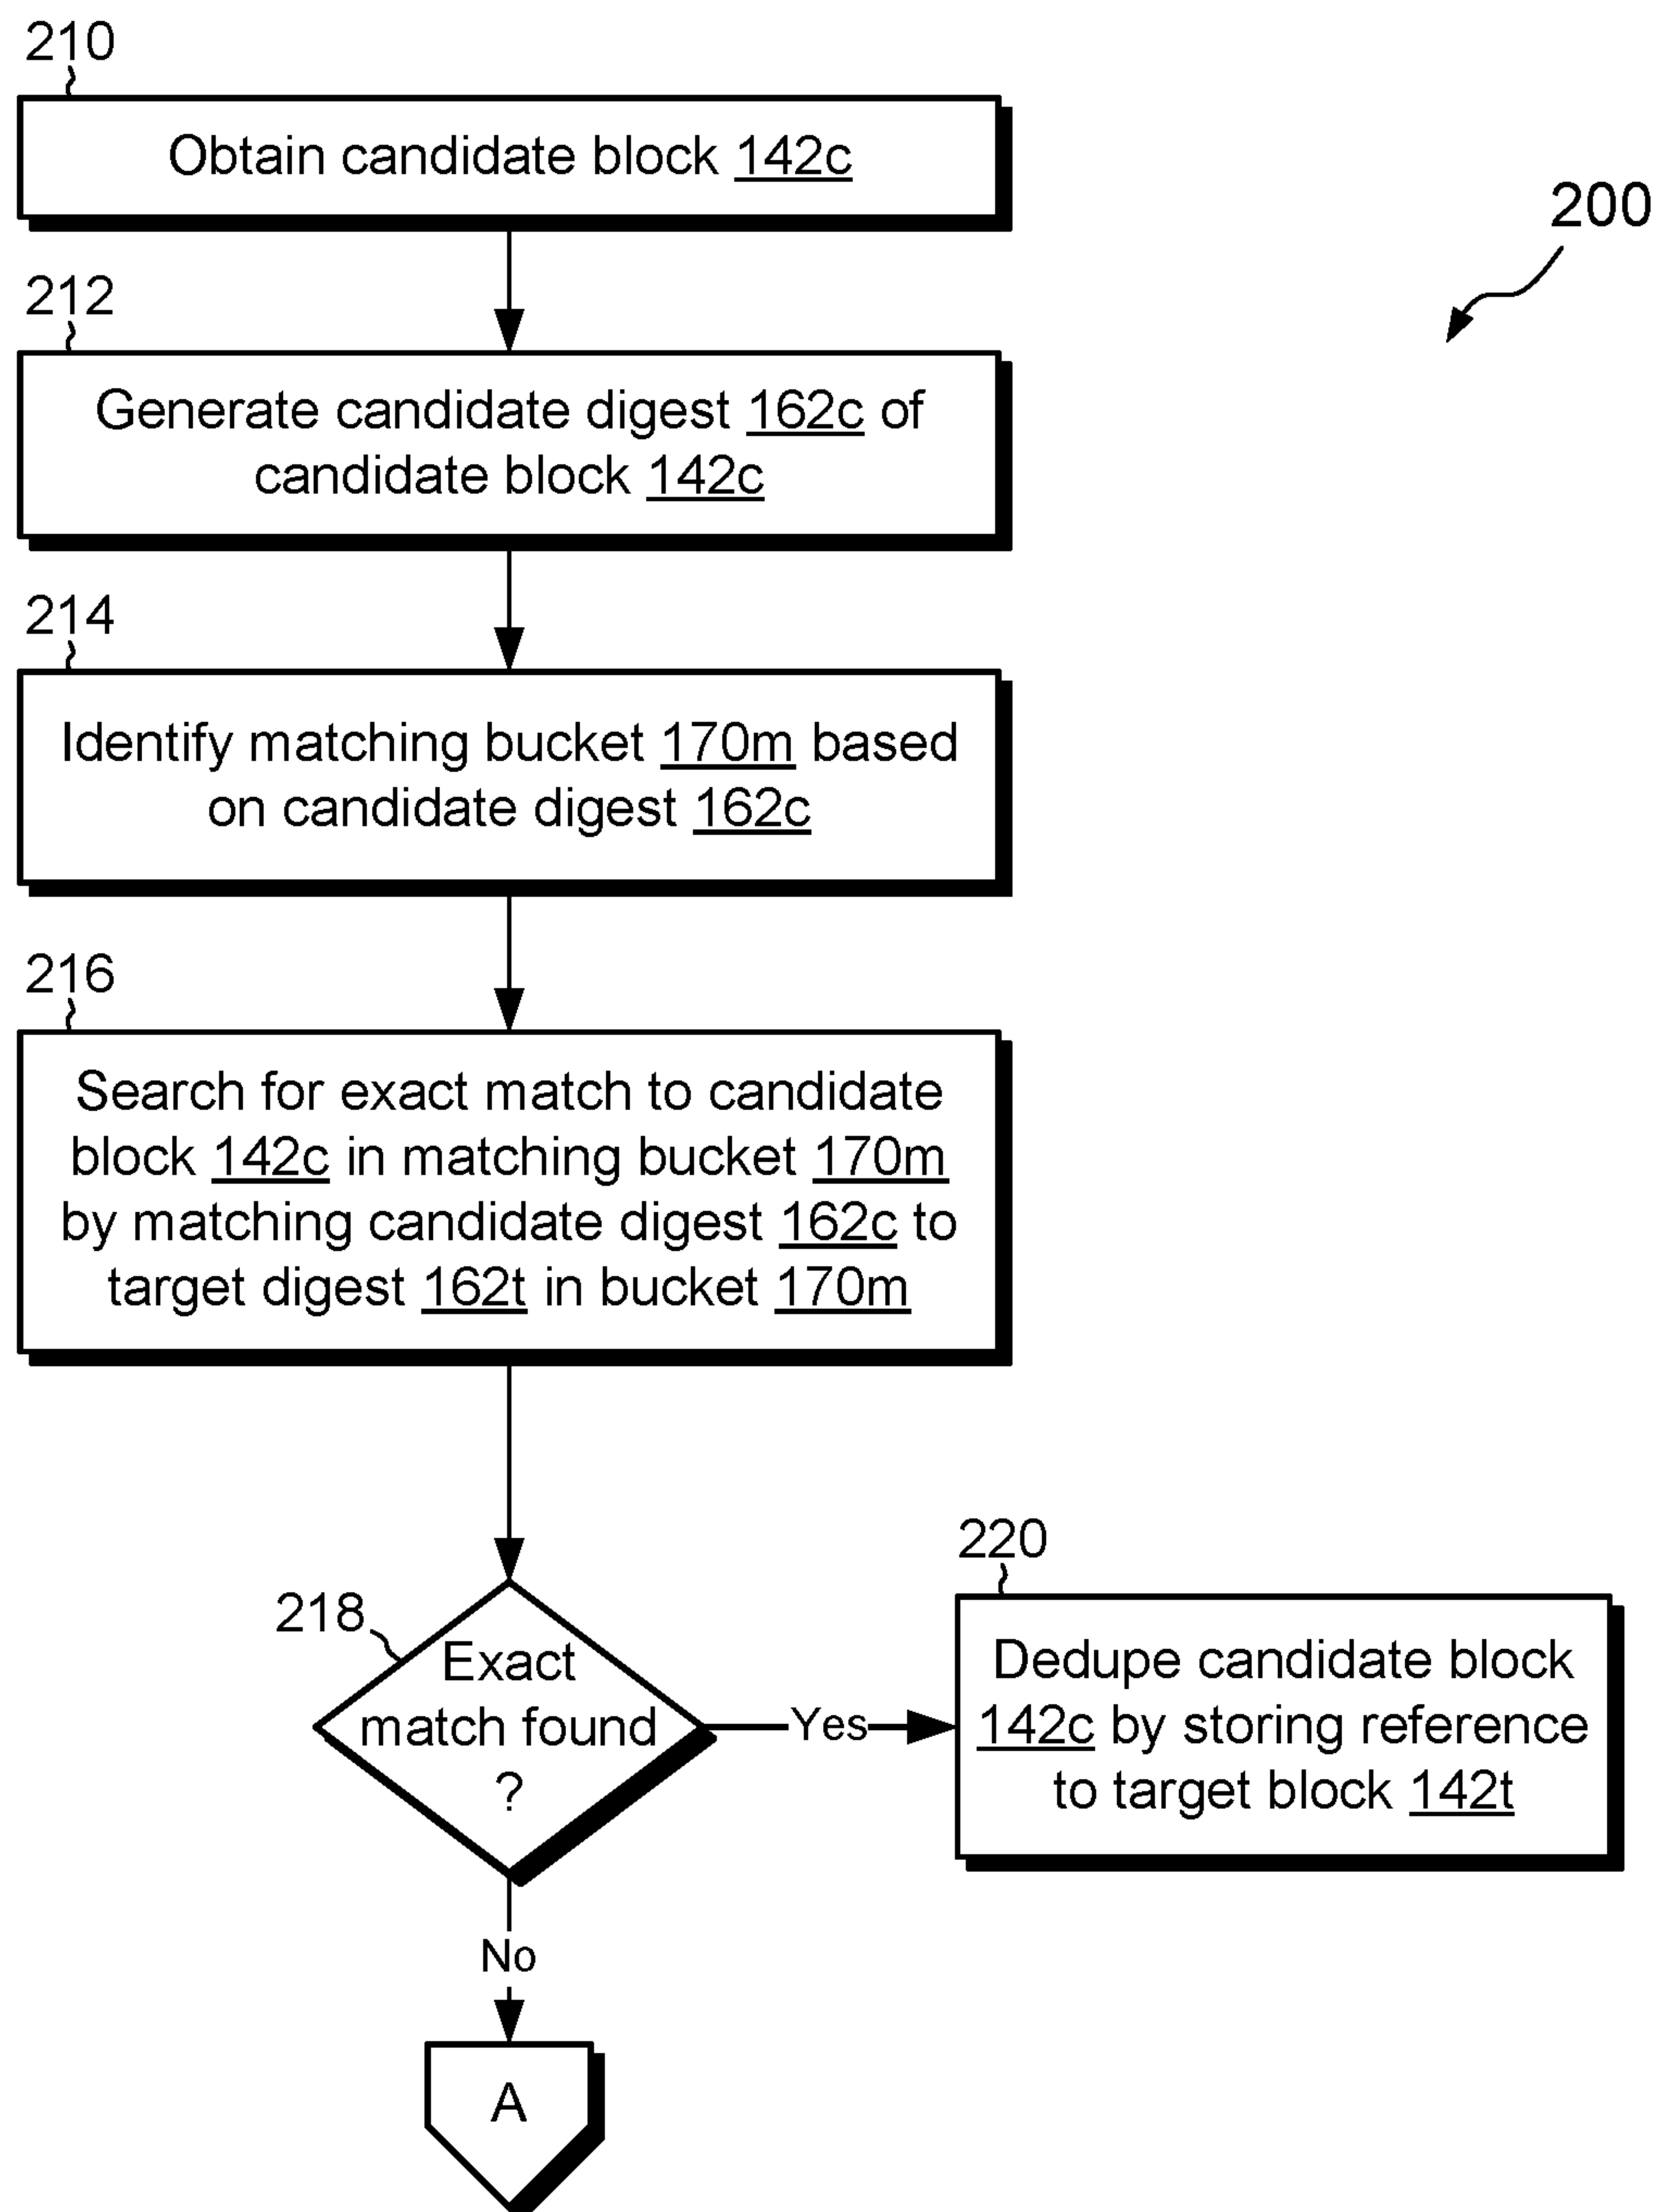 210
Obtain candidate block 142c
200
212
Generate candidate digest 162c of
candidate block 142c
214
Identify matching bucket 170m based
on candidate digest 162c
216
Search for exact match to candidate
block 142c in matching bucket 170m
by matching candidate digest 162c to
target digest 162t in bucket 170m
218
Exact
match found
?
Yes
220
Dedupe candidate block
142c by storing reference
to target block 142t
No
A